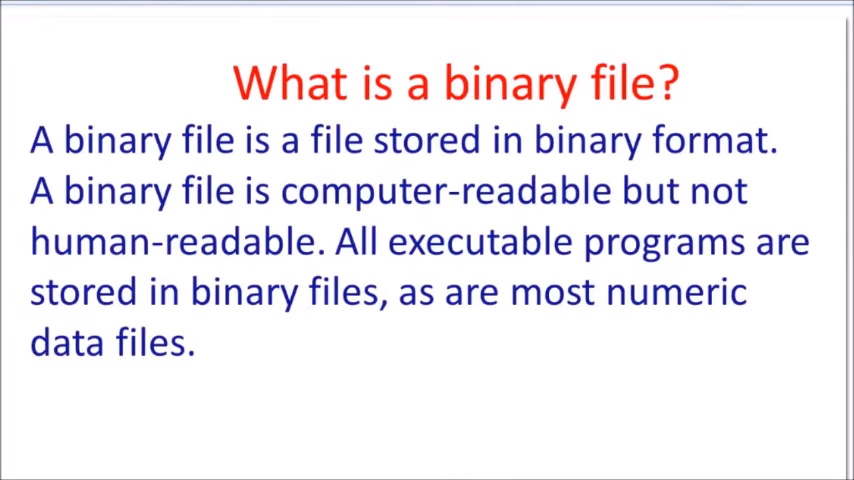 What is a binary file?
A binary file is a file stored in binary format.
A binary file is computer-readable but not
human-readable. All executable programs are
stored in binary files, as are most numeric
data files.